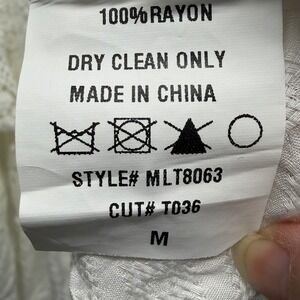 100%RAYON
DRY CLEAN ONLY
MADE IN CHINA
STYLE# MLT8063
CUT# T036
M